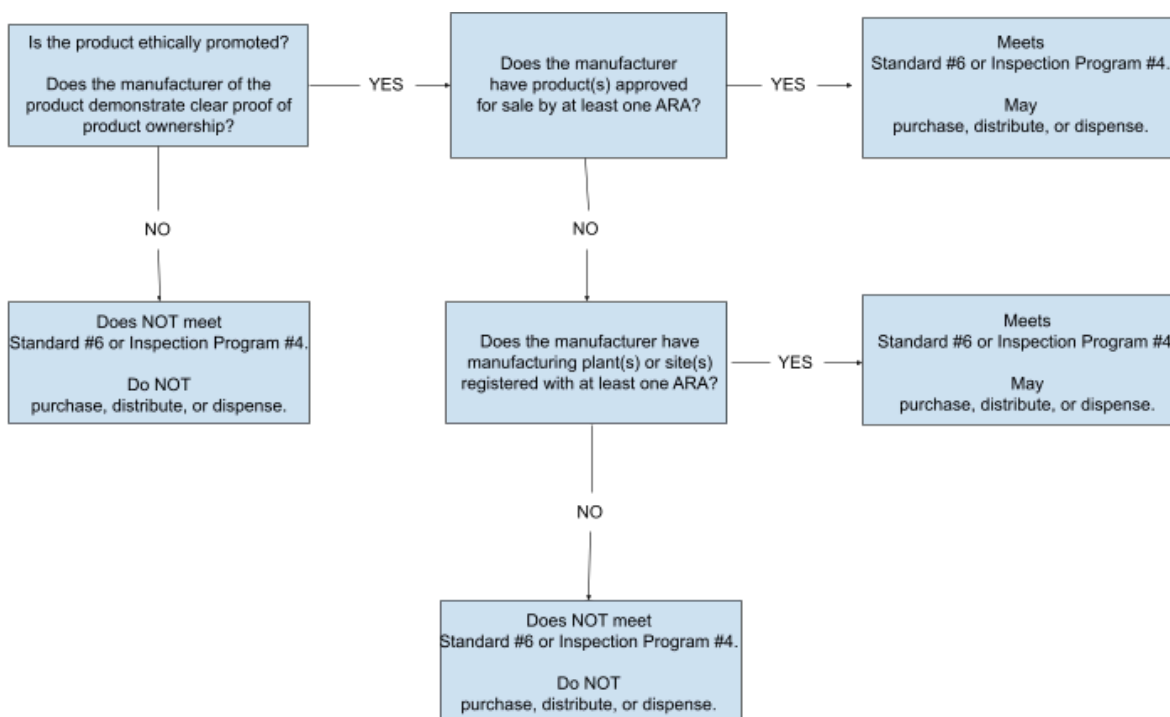 Is the product ethically promoted?
Does the manufacturer of the
product demonstrate clear proof of
product ownership?
YES
Does the manufacturer
have product(s) approved
for sale by at least one ARA?
YES
Meets
Standard #6 or Inspection Program #4.
May
purchase, distribute, or dispense.
NO
NO
Does NOT meet
Standard #6 or Inspection Program #4.
Do NOT
purchase, distribute, or dispense.
Does the manufacturer have
manufacturing plant(s) or site(s)
registered with at least one ARA?
YES
Meets
Standard #6 or Inspection Program #4
May
purchase, distribute, or dispense.
NO
Does NOT meet
Standard #6 or Inspection Program #4.
Do NOT
purchase, distribute, or dispense.